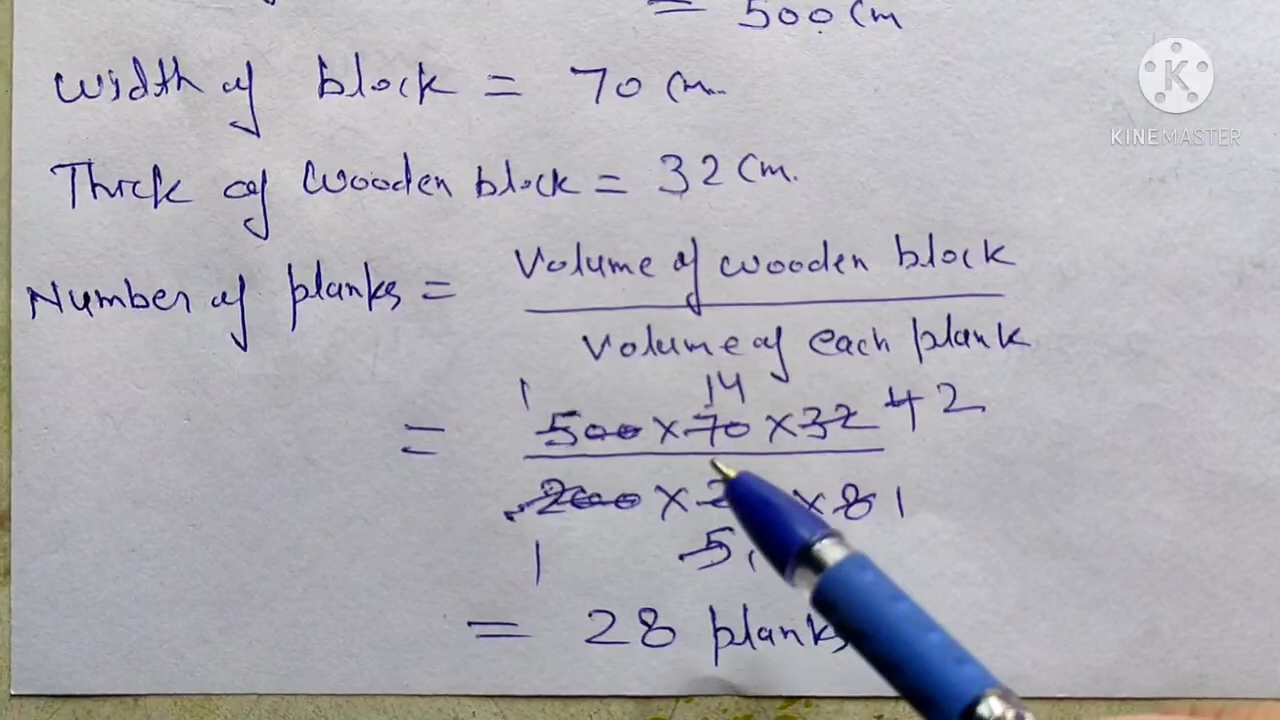 = 500 Cm
Width of block = 70 Cm.
Thick of wooden block = 32 Cm.
Number of planks = Volume of wooden block
Volume of each plank
1 14
= 500 × 70 × 32 4 2
200 × 2 × 8 1
1 5 1
= 28 planks
K
KINEMASTER